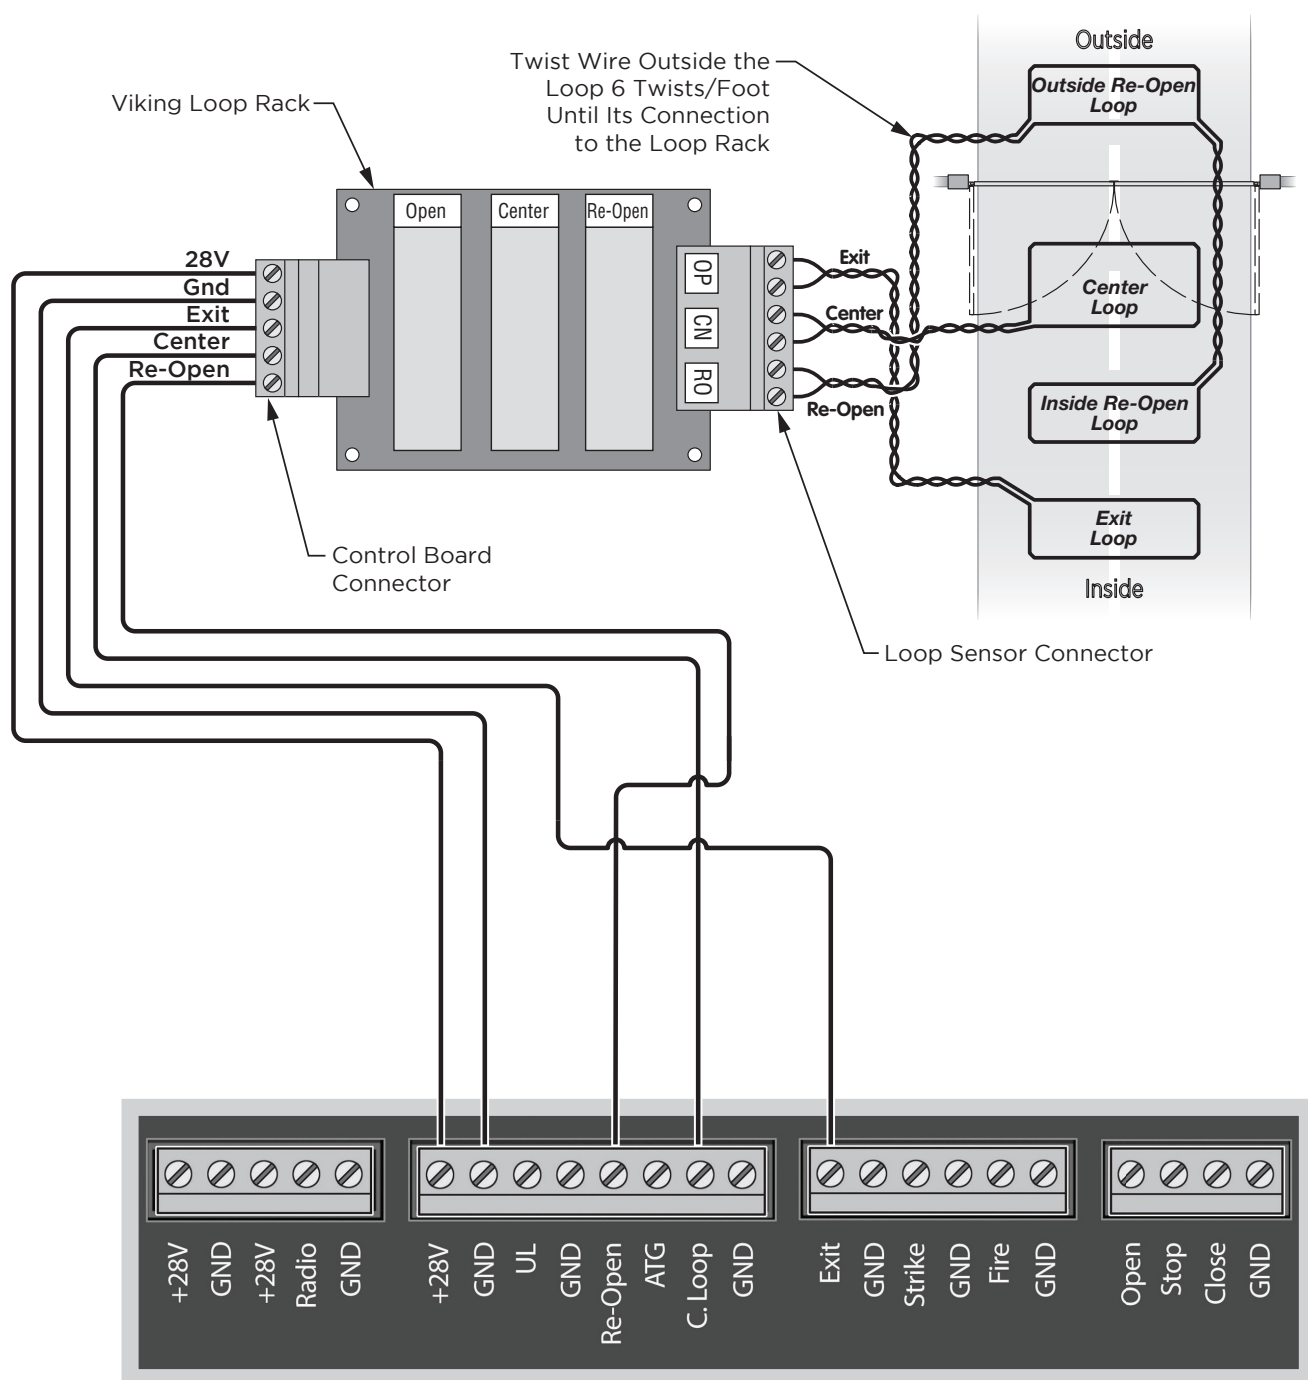 Outside
Twist Wire Outside the
Loop 6 Twists/Foot
Until Its Connection
to the Loop Rack
Outside Re-Open
Loop
Viking Loop Rack
Open
Center
Re-Open
28V
Gnd
Exit
Center
Re-Open
OP
CN
RO
Exit
Center
Re-Open
Center
Loop
Inside Re-Open
Loop
Exit
Loop
Inside
Control Board
Connector
Loop Sensor Connector
+28V
GND
+28V
Radio
GND
+28V
GND
UL
GND
Re-Open
ATG
C. Loop
GND
Exit
GND
Strike
GND
Fire
GND
Open
Stop
Close
GND